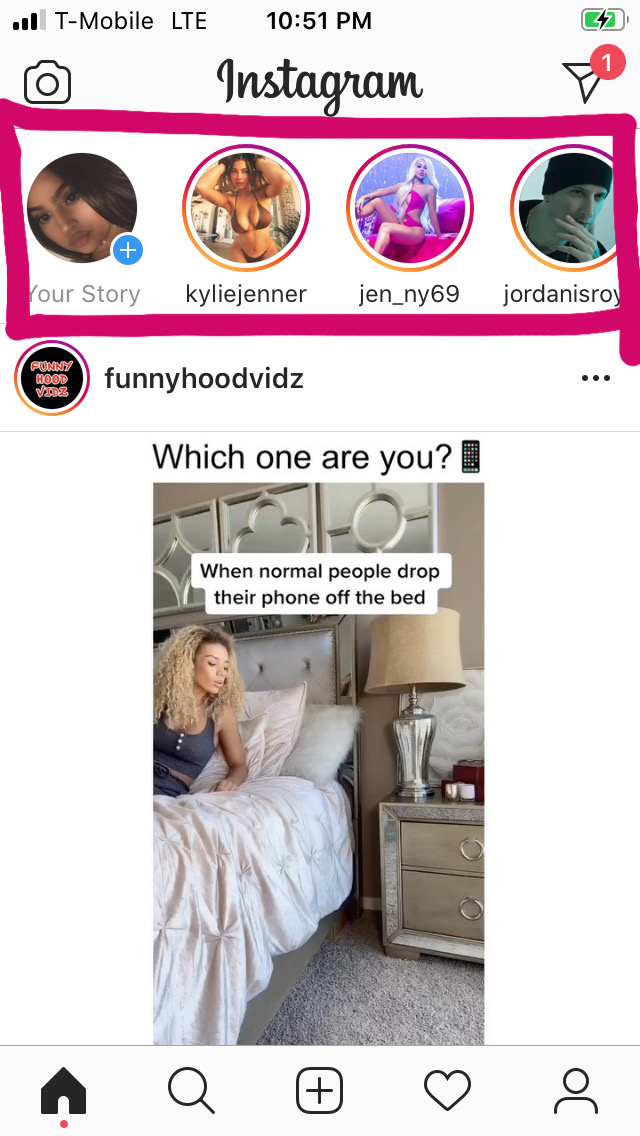 T-Mobile LTE 10:51 PM
Instagram
1
Your Story kyliejenner jen_ny69 jordanisroy
FUNNY
HOOD
VIDZ
funnyhoodvidz
Which one are you?
When normal people drop
their phone off the bed